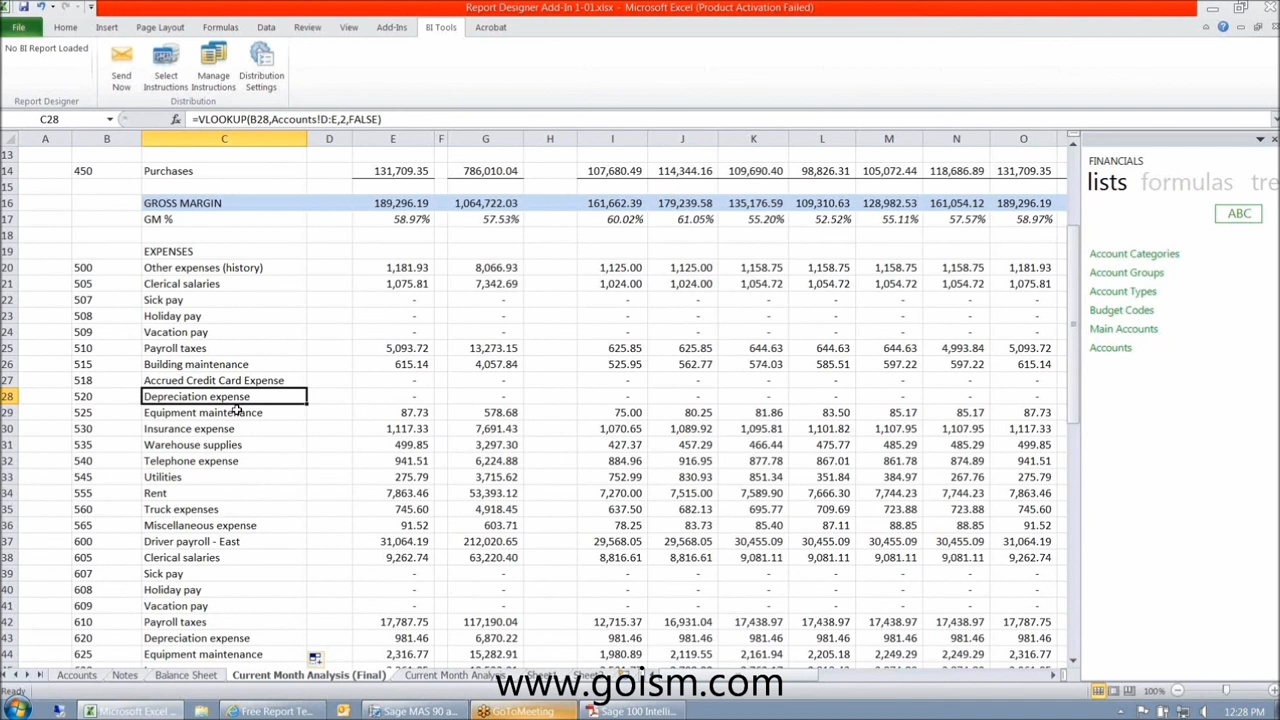 Report Designer Add-In 1-01.xlsx - Microsoft Excel (Product Activation Failed)
File Home Insert Page Layout Formulas Data Review View Add-Ins BI Tools Acrobat
No BI Report Loaded
Send Now
Select Instructions
Manage Instructions
Distribution Settings
Report Designer Distribution
C28 fx =VLOOKUP(B28,Accounts!D:E,2,FALSE)
A B C D E F G I J K L M N O
13
14 450 Purchases 131,709.35 786,010.04 107,680.49 114,344.16 109,690.40 98,826.31 105,072.44 118,686.89 131,709.35
15
16 GROSS MARGIN 189,296.19 1,064,722.03 161,662.39 179,239.58 135,176.59 109,310.63 128,982.53 161,054.12 189,296.19
17 GM % 58.97% 57.53% 60.02% 61.05% 55.20% 52.52% 55.11% 57.57% 58.97%
18
19 EXPENSES
20 500 Other expenses (history) 1,181.93 8,066.93 1,125.00 1,125.00 1,158.75 1,158.75 1,158.75 1,158.75 1,181.93
21 505 Clerical salaries 1,075.81 7,342.69 1,024.00 1,024.00 1,054.72 1,054.72 1,054.72 1,054.72 1,075.81
22 507 Sick pay - - - - - - - - -
23 508 Holiday pay - - - - - - - - -
24 509 Vacation pay - - - - - - - - -
25 510 Payroll taxes 5,093.72 13,273.15 625.85 625.85 644.63 644.63 644.63 4,993.84 5,093.72
26 515 Building maintenance 615.14 4,057.84 525.95 562.77 574.03 585.51 597.22 597.22 615.14
27 518 Accrued Credit Card Expense - - - - - - - - -
28 520 Depreciation expense - - - - - - - - -
29 525 Equipment maintenance 87.73 578.68 75.00 80.25 81.86 83.50 85.17 85.17 87.73
30 530 Insurance expense 1,117.33 7,691.43 1,070.65 1,089.92 1,095.81 1,101.82 1,107.95 1,107.95 1,117.33
31 535 Warehouse supplies 499.85 3,297.30 427.37 457.29 466.44 475.77 485.29 485.29 499.85
32 540 Telephone expense 941.51 6,224.88 884.96 916.95 877.78 867.01 861.78 874.89 941.51
33 545 Utilities 275.79 3,715.62 752.99 830.93 851.34 351.84 384.97 267.76 275.79
34 555 Rent 7,863.46 53,393.12 7,270.00 7,515.00 7,589.90 7,666.30 7,744.23 7,744.23 7,863.46
35 560 Truck expenses 745.60 4,918.45 637.50 682.13 695.77 709.69 723.88 723.88 745.60
36 565 Miscellaneous expense 91.52 603.71 78.25 83.73 85.40 87.11 88.85 88.85 91.52
37 600 Driver payroll - East 31,064.19 212,020.65 29,568.05 29,568.05 30,455.09 30,455.09 30,455.09 30,455.09 31,064.19
38 605 Clerical salaries 9,262.74 63,220.40 8,816.61 8,816.61 9,081.11 9,081.11 9,081.11 9,081.11 9,262.74
39 607 Sick pay - - - - - - - - -
40 608 Holiday pay - - - - - - - - -
41 609 Vacation pay - - - - - - - - -
42 610 Payroll taxes 17,787.75 117,190.04 12,715.37 16,931.04 17,438.97 17,438.97 17,438.97 17,438.97 17,787.75
43 620 Depreciation expense 981.46 6,870.22 981.46 981.46 981.46 981.46 981.46 981.46 981.46
44 625 Equipment maintenance 2,316.77 15,282.91 1,980.89 2,119.55 2,161.94 2,205.18 2,249.28 2,249.28 2,316.77
FINANCIALS
lists formulas tre
ABC
Account Categories
Account Groups
Account Types
Budget Codes
Main Accounts
Accounts
Accounts Notes Balance Sheet Current Month Analysis (Final) Current Month Analys
Ready 100%
www.goism.com
Microsoft Excel ... Free Report Te... Sage MAS 90 a... GoToMeeting Sage 100 Intelli... 12:28 PM